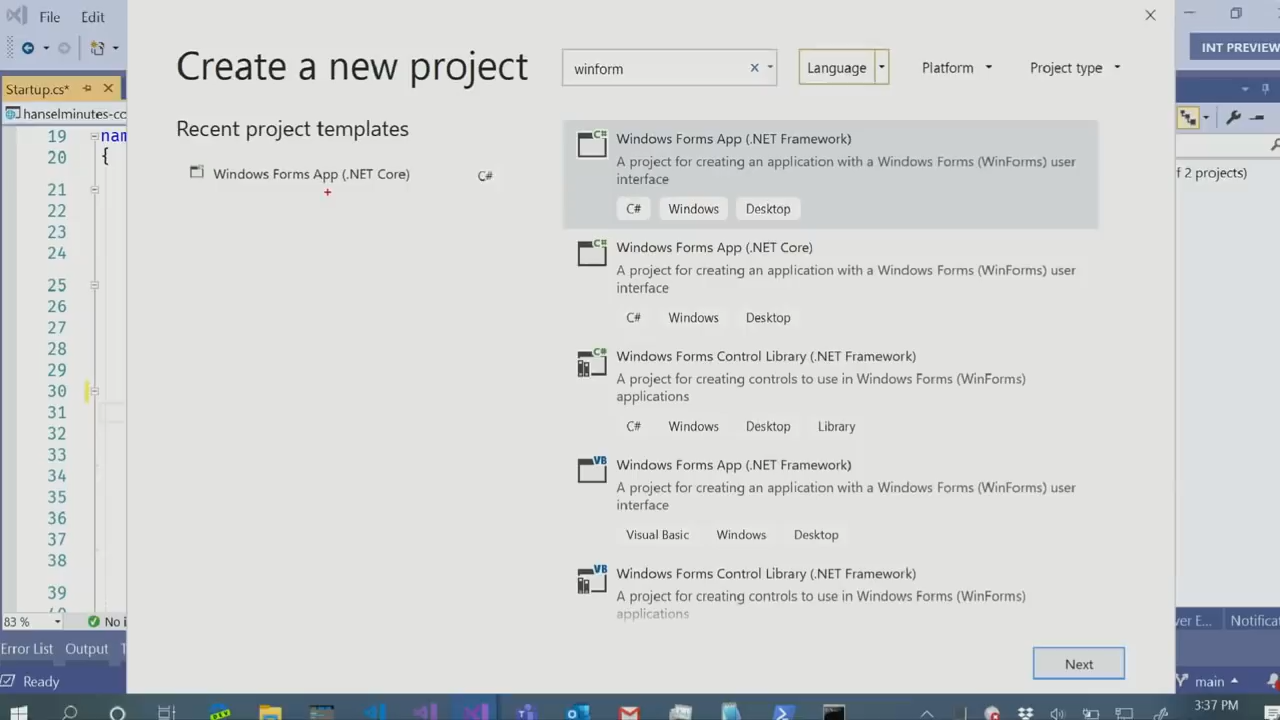 File Edit
INT PREVIEW
Startup.cs*
hanselminutes-co
19 nam
20 {
21
22
23
24
25
26
27
28
29
30
31
32
33
34
35
36
37
38
39
83 %
No i
Error List Output
Ready
Create a new project
winform
Language
Platform
Project type
Recent project templates
Windows Forms App (.NET Core) C#
C#
Windows Forms App (.NET Framework)
A project for creating an application with a Windows Forms (WinForms) user
interface
C# Windows Desktop
C#
Windows Forms App (.NET Core)
A project for creating an application with a Windows Forms (WinForms) user
interface
C# Windows Desktop
C#
Windows Forms Control Library (.NET Framework)
A project for creating controls to use in Windows Forms (WinForms)
applications
C# Windows Desktop Library
VB
Windows Forms App (.NET Framework)
A project for creating an application with a Windows Forms (WinForms) user
interface
Visual Basic Windows Desktop
VB
Windows Forms Control Library (.NET Framework)
A project for creating controls to use in Windows Forms (WinForms)
applications
Next
f 2 projects)
ver E... Notifica
main
3:37 PM